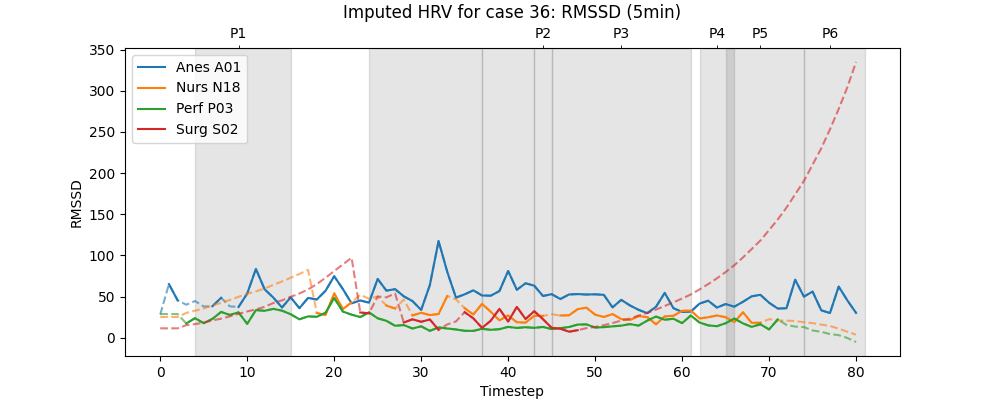 Imputed HRV for case 36: RMSSD (5min)
P1 P2 P3 P4 P5 P6
350
300
250
200
150
100
50
0
RMSSD
Anes A01
Nurs N18
Perf P03
Surg S02
0 10 20 30 40 50 60 70 80
Timestep